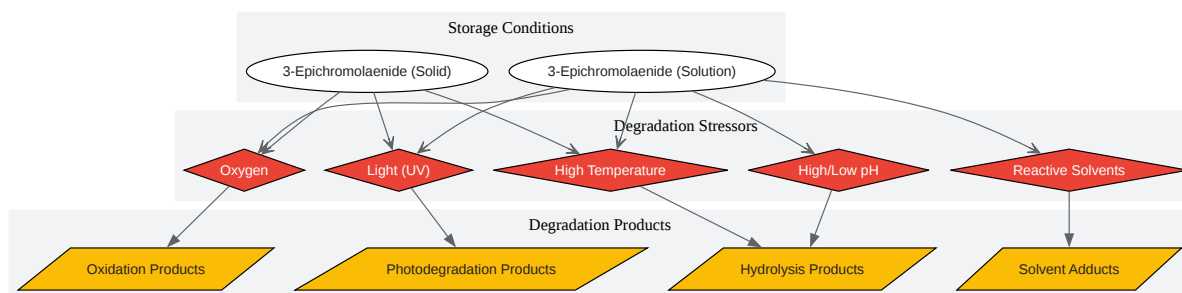 Storage Conditions
3-Epichromolaenide (Solid)
3-Epichromolaenide (Solution)
Degradation Stressors
Oxygen
Light (UV)
High Temperature
High/Low pH
Reactive Solvents
Degradation Products
Oxidation Products
Photodegradation Products
Hydrolysis Products
Solvent Adducts